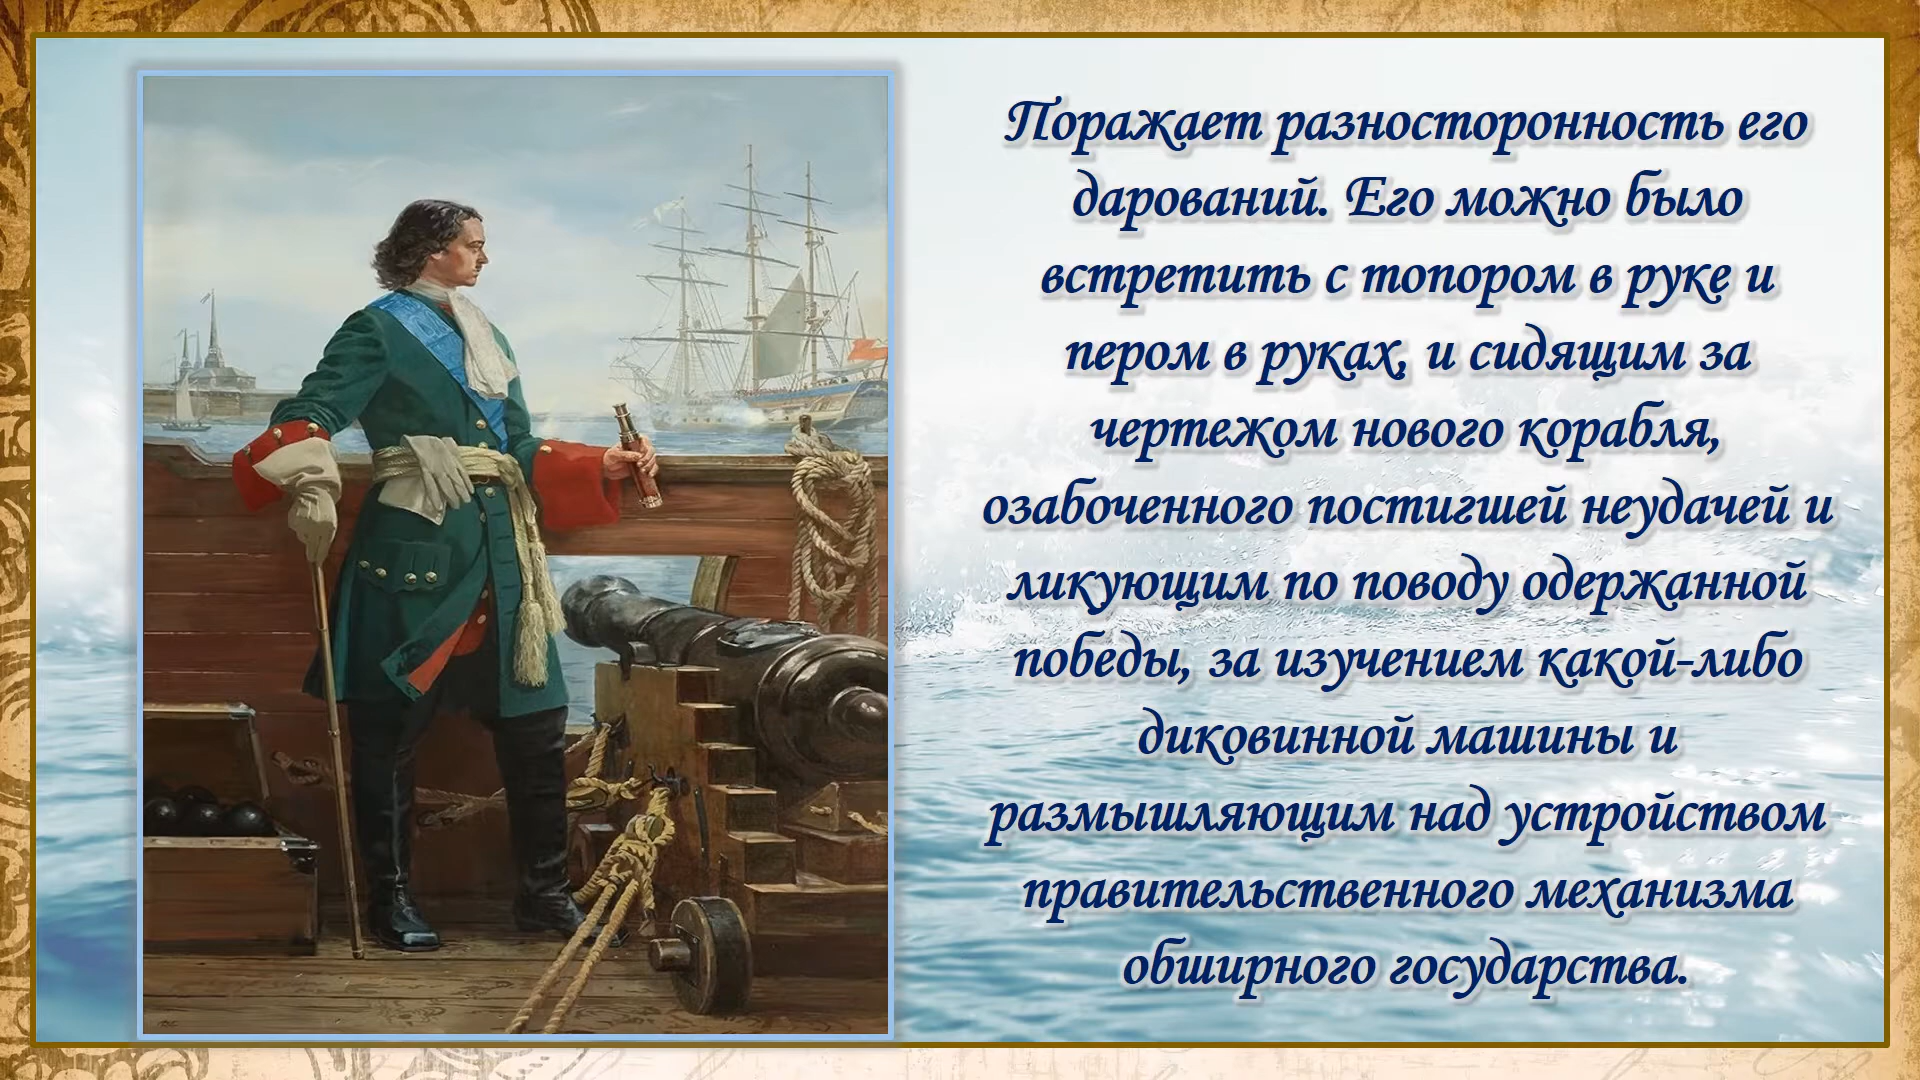 Поражает разносторонность его
дарований. Его можно было
встретить с топором в руке и
пером в руках, и сидящим за
чертежом нового корабля,
озабоченного постигшей неудачей и
ликующим по поводу одержанной
победы, за изучением какой-либо
диковинной машины и
размышляющим над устройством
правительственного механизма
обширного государства.